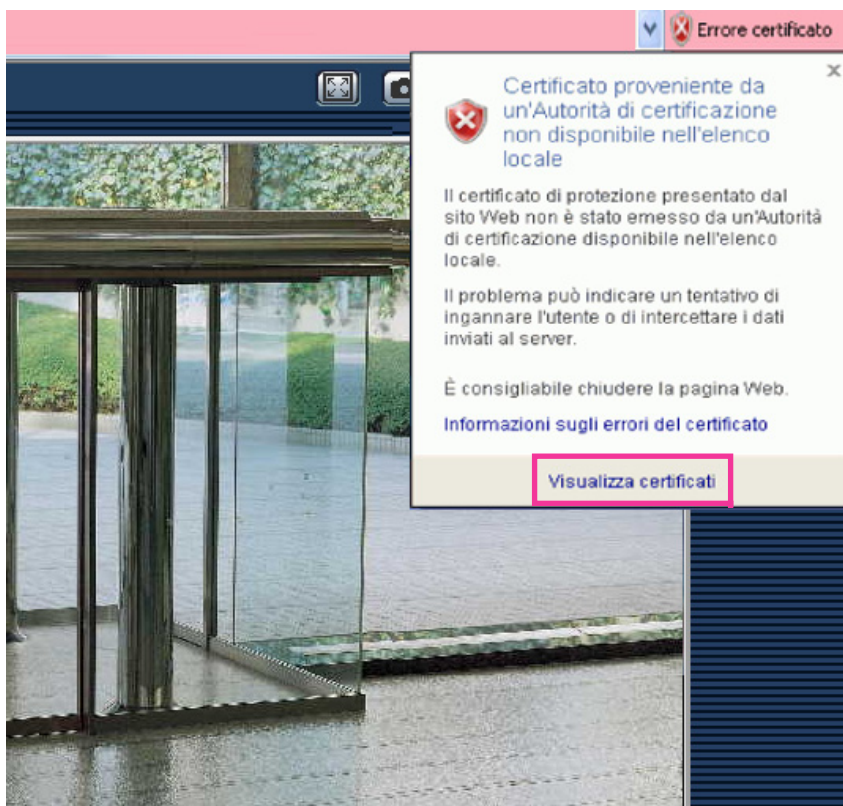 Errore certificato
Certificato proveniente da
un'Autorità di certificazione
non disponibile nell'elenco
locale
Il certificato di protezione presentato dal
sito Web non è stato emesso da un'Autorità
di certificazione disponibile nell'elenco
locale.
Il problema può indicare un tentativo di
ingannare l'utente o di intercettare i dati
inviati al server.
È consigliabile chiudere la pagina Web.
Informazioni sugli errori del certificato
Visualizza certificati